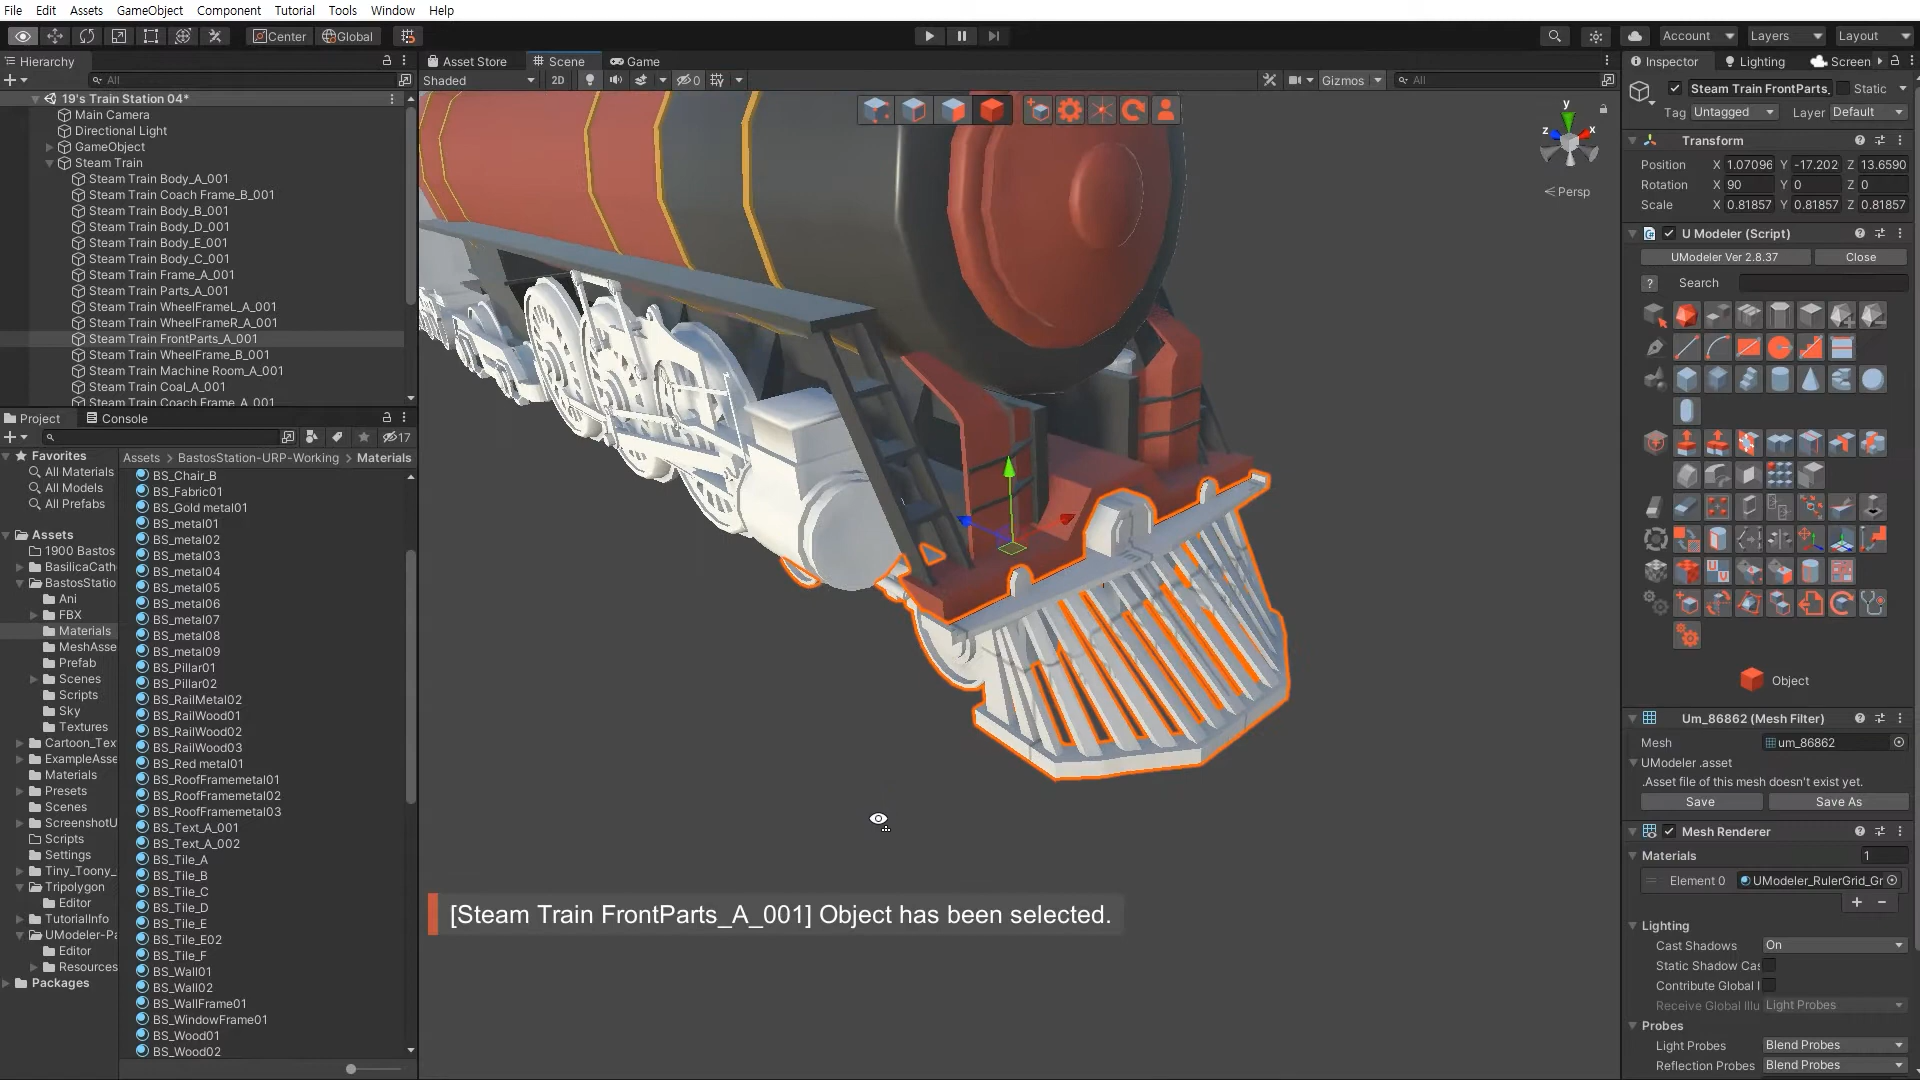 File Edit Assets GameObject Component Tutorial Tools Window Help
Center Global
Account Layers Layout
Hierarchy
All
19's Train Station 04*
Main Camera
Directional Light
GameObject
Steam Train
Steam Train Body_A_001
Steam Train Coach Frame_B_001
Steam Train Body_B_001
Steam Train Body_D_001
Steam Train Body_E_001
Steam Train Body_C_001
Steam Train Frame_A_001
Steam Train Parts_A_001
Steam Train WheelFrameL_A_001
Steam Train WheelFrameR_A_001
Steam Train FrontParts_A_001
Steam Train WheelFrame_B_001
Steam Train Machine Room_A_001
Steam Train Coal_A_001
Steam Train Coach Frame_A_001
Project Console
17
Favorites
All Materials
All Models
All Prefabs
Assets
1900 Bastos
BasilicaCath
BastosStatio
Ani
FBX
Materials
MeshAsse
Prefab
Scenes
Scripts
Sky
Textures
Cartoon_Tex
ExampleAsse
Materials
Presets
Scenes
ScreenshotU
Scripts
Settings
Tiny_Toony_
Tripolygon
Editor
TutorialInfo
UModeler-Pa
Editor
Resources
Packages
Assets > BastosStation-URP-Working > Materials
BS_Chair_B
BS_Fabric01
BS_Gold metal01
BS_metal01
BS_metal02
BS_metal03
BS_metal04
BS_metal05
BS_metal06
BS_metal07
BS_metal08
BS_metal09
BS_Pillar01
BS_Pillar02
BS_RailMetal02
BS_RailWood01
BS_RailWood02
BS_RailWood03
BS_Red metal01
BS_RoofFramemetal01
BS_RoofFramemetal02
BS_RoofFramemetal03
BS_Text_A_001
BS_Text_A_002
BS_Tile_A
BS_Tile_B
BS_Tile_C
BS_Tile_D
BS_Tile_E
BS_Tile_E02
BS_Tile_F
BS_Wall01
BS_Wall02
BS_WallFrame01
BS_WindowFrame01
BS_Wood01
BS_Wood02
Asset Store Scene Game
Shaded 2D 0 Gizmos All
y
z x
< Persp
[Steam Train FrontParts_A_001] Object has been selected.
Inspector Lighting Screen
Steam Train FrontParts_ Static
Tag Untagged Layer Default
Transform
Position X 1.07096 Y -17.202 Z 13.6590
Rotation X 90 Y 0 Z 0
Scale X 0.81857 Y 0.81857 Z 0.81857
U Modeler (Script)
UModeler Ver 2.8.37 Close
? Search
Object
Um_86862 (Mesh Filter)
Mesh um_86862
UModeler .asset
.Asset file of this mesh doesn't exist yet.
Save Save As
Mesh Renderer
Materials 1
Element 0 UModeler_RulerGrid_Gr
+ −
Lighting
Cast Shadows On
Static Shadow Cas
Contribute Global I
Receive Global Illu Light Probes
Probes
Light Probes Blend Probes
Reflection Probes Blend Probes